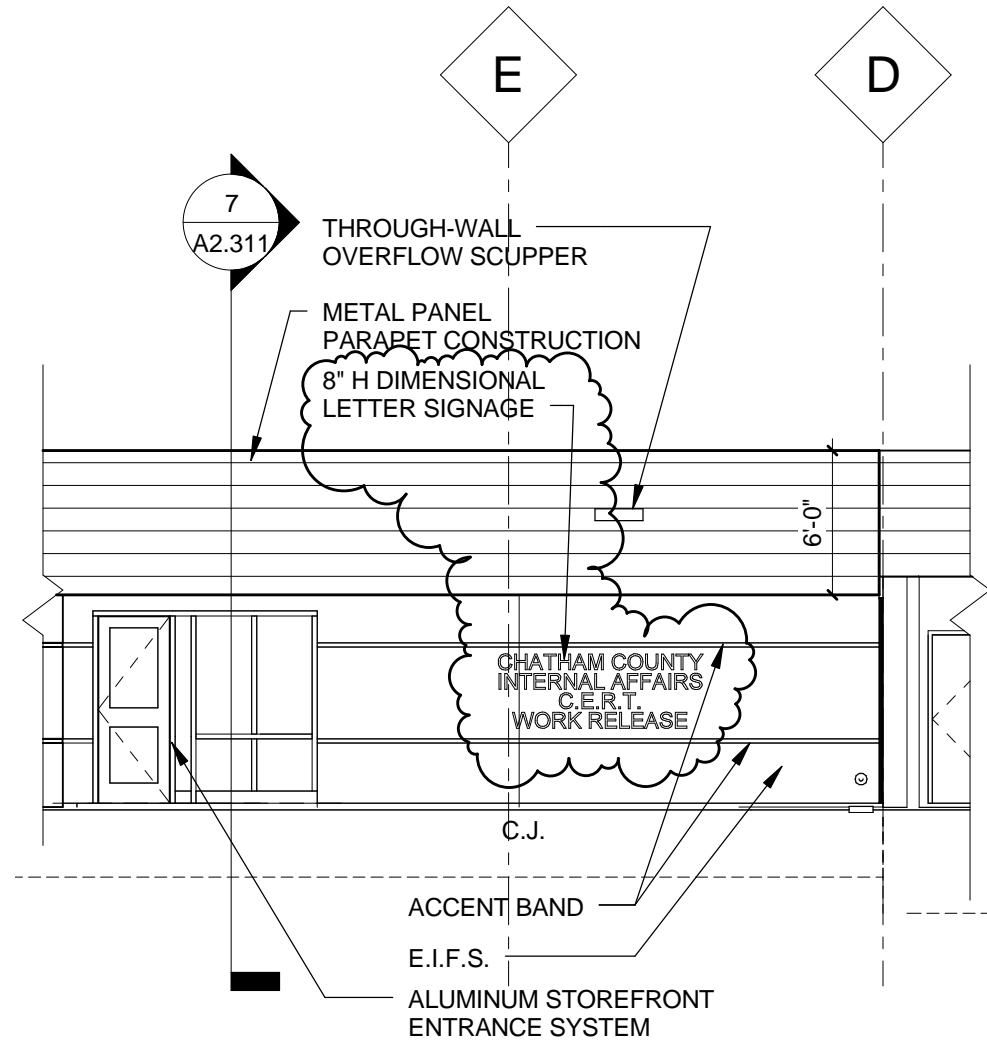 E
D
7
A2.311
THROUGH-WALL
OVERFLOW SCUPPER
METAL PANEL
PARAPET CONSTRUCTION
8" H DIMENSIONAL
LETTER SIGNAGE
6'-0"
CHATHAM COUNTY
INTERNAL AFFAIRS
C.E.R.T.
WORK RELEASE
C.J.
ACCENT BAND
E.I.F.S.
ALUMINUM STOREFRONT
ENTRANCE SYSTEM